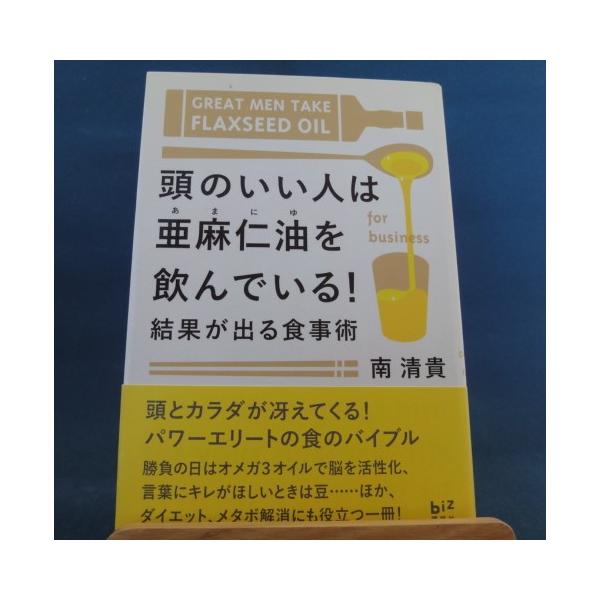 GREAT MEN TAKE
FLAXSEED OIL
頭のいい人は
あまにゆ
亜麻仁油を
for
business
飲んでいる!
結果が出る食事術
南 清貴
頭とカラダが冴えてくる!
パワーエリートの食のバイブル
勝負の日はオメガ3オイルで脳を活性化、
言葉にキレがほしいときは豆……ほか、
ダイエット、メタボ解消にも役立つ一冊!
biz